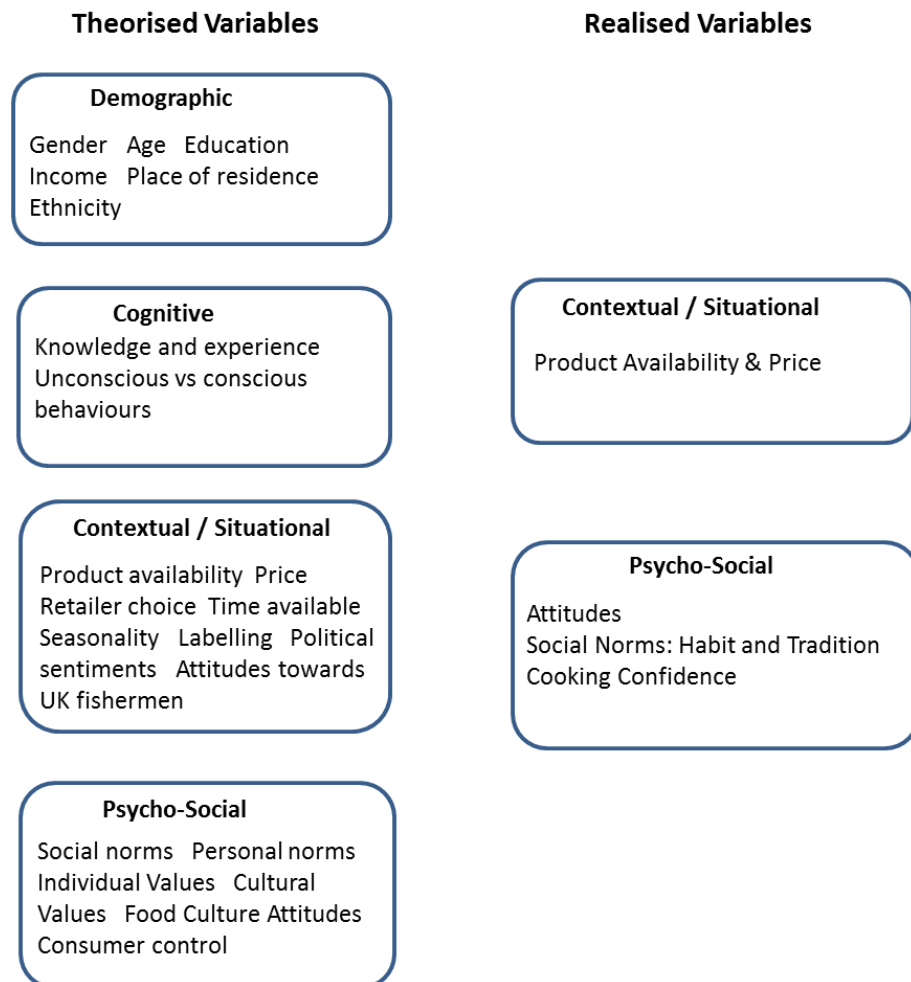 Theorised Variables
Realised Variables
Demographic
Gender Age Education
Income Place of residence
Ethnicity
Cognitive
Knowledge and experience
Unconscious vs conscious
behaviours
Contextual / Situational
Product availability Price
Retailer choice Time available
Seasonality Labelling Political
sentiments Attitudes towards
UK fishermen
Psycho-Social
Social norms Personal norms
Individual Values Cultural
Values Food Culture Attitudes
Consumer control
Contextual / Situational
Product Availability & Price
Psycho-Social
Attitudes
Social Norms: Habit and Tradition
Cooking Confidence